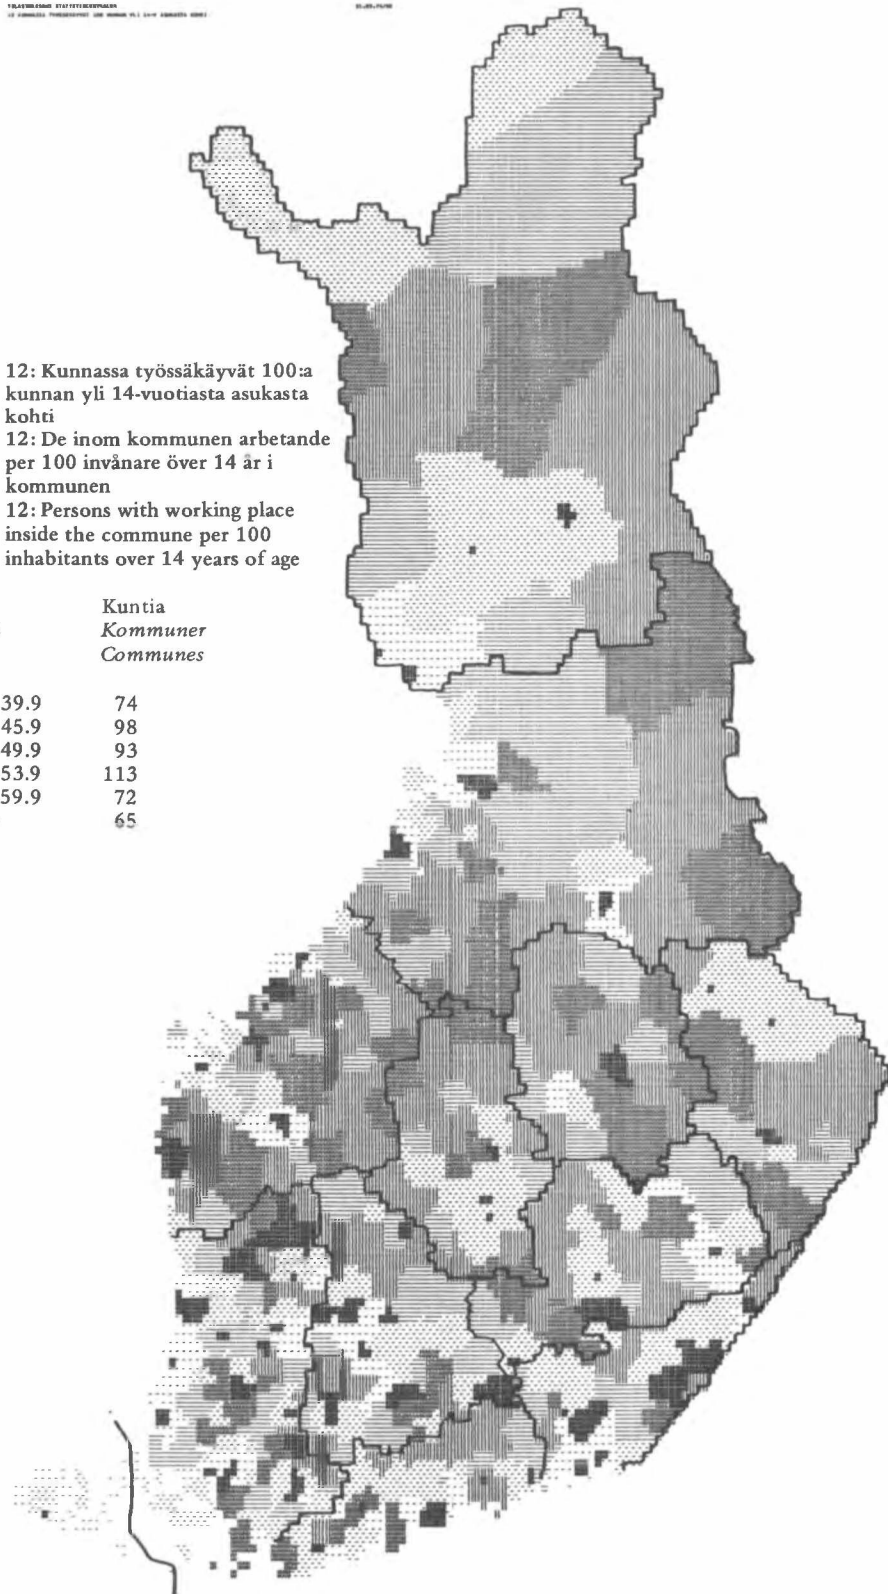 12: Kunnassa työssäkäyvät 100:a
kunnan yli 14-vuotiasta asukasta
kohti
12: De inom kommunen arbetande
per 100 invånare över 14 år i
kommunen
12: Persons with working place
inside the commune per 100
inhabitants over 14 years of age
Kuntia
Kommuner
Communes
39.9 74
45.9 98
49.9 93
53.9 113
59.9 72
65